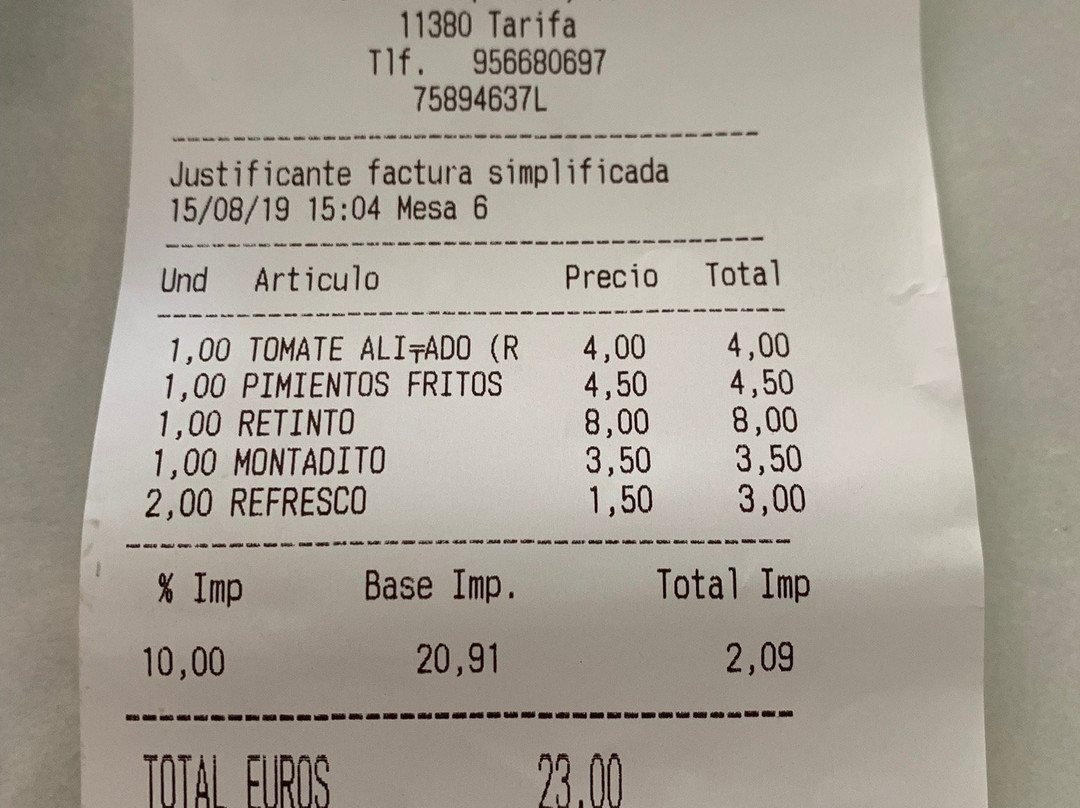 11380 Tarifa
Tlf. 956680697
75894637L
Justificante factura simplificada
15/08/19 15:04 Mesa 6
Und Articulo Precio Total
1,00 TOMATE ALI╤ADO (R 4,00 4,00
1,00 PIMIENTOS FRITOS 4,50 4,50
1,00 RETINTO 8,00 8,00
1,00 MONTADITO 3,50 3,50
2,00 REFRESCO 1,50 3,00
% Imp Base Imp. Total Imp
10,00 20,91 2,09
TOTAL EUROS 23,00